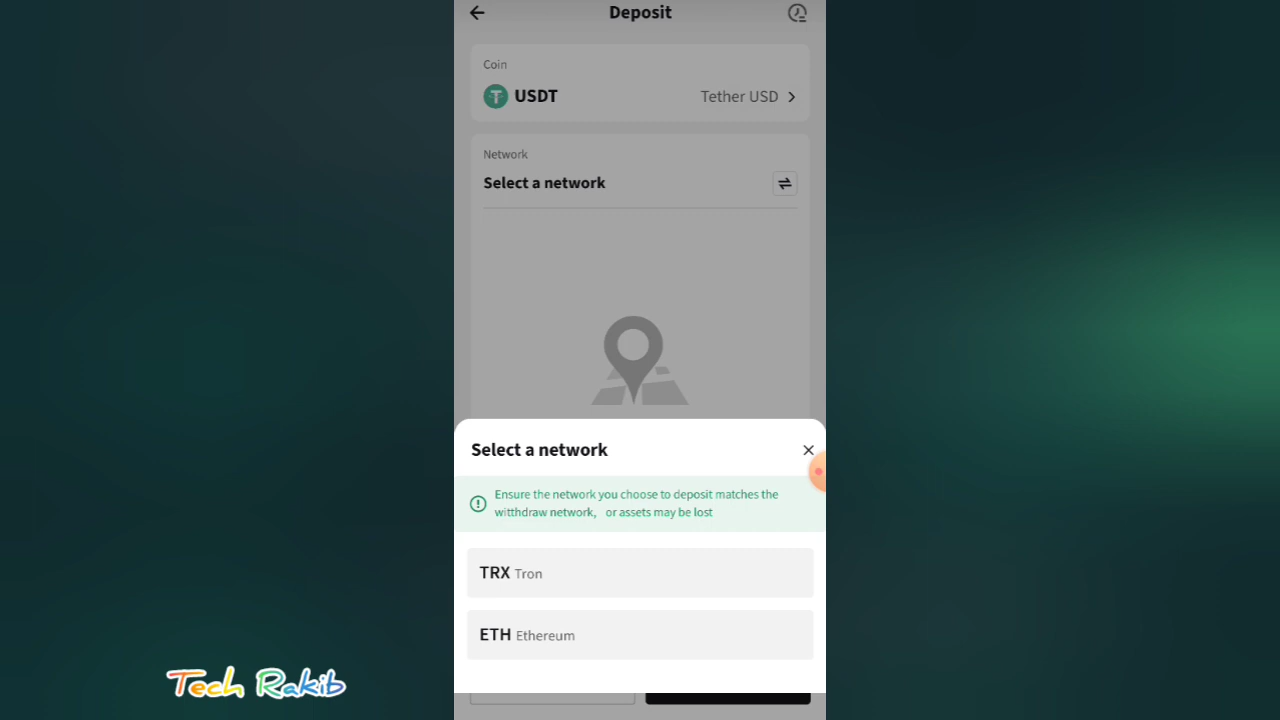 Deposit
Coin
USDT Tether USD
Network
Select a network
Select a network
Ensure the network you choose to deposit matches the
witthdraw network, or assets may be lost
TRX Tron
ETH Ethereum
Tech Rakib